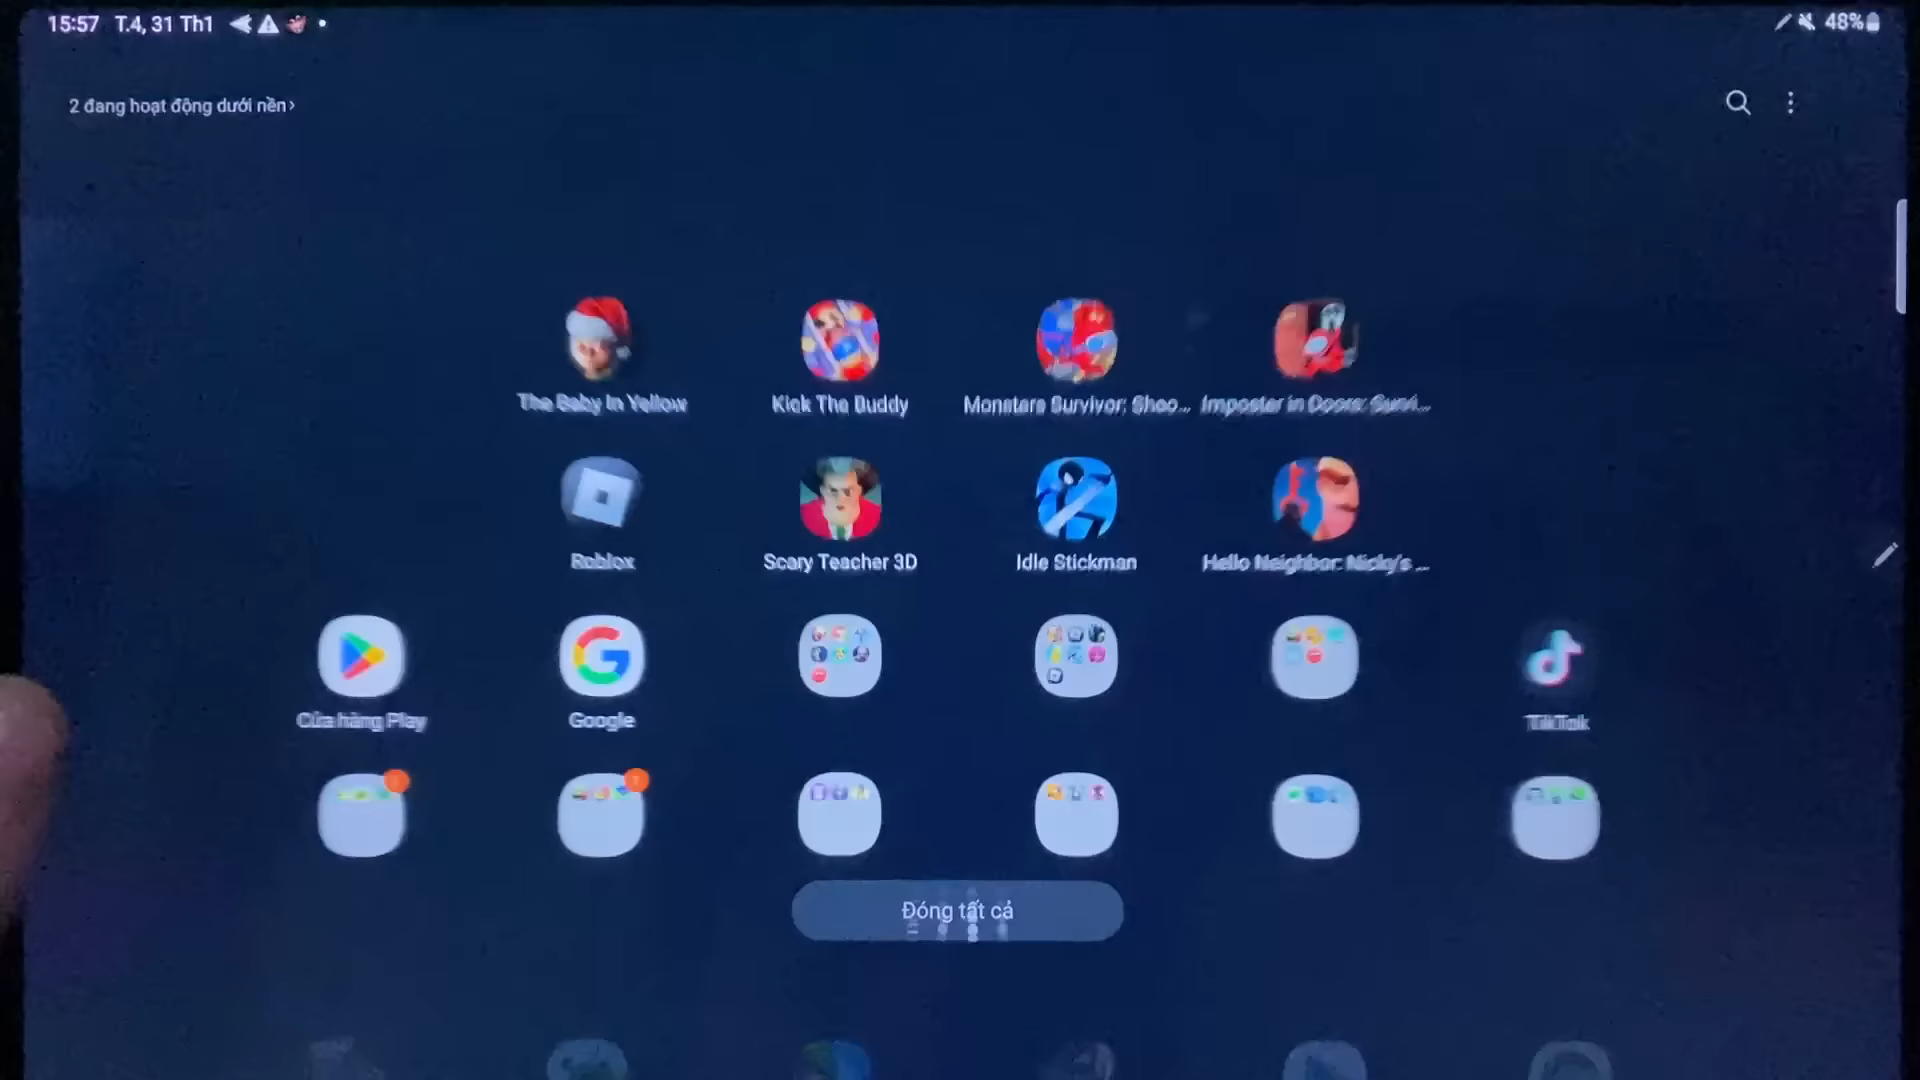 15:57 T.4, 31 Th1
48%
2 đang hoạt động dưới nền›
The Baby In Yellow
Kick The Buddy
Monsters Survivor: Shoo...
Imposter in Doors: Survi...
Roblox
Scary Teacher 3D
Idle Stickman
Hello Neighbor: Nicky's ...
Cửa hàng Play
Google
TikTok
Đóng tất cả